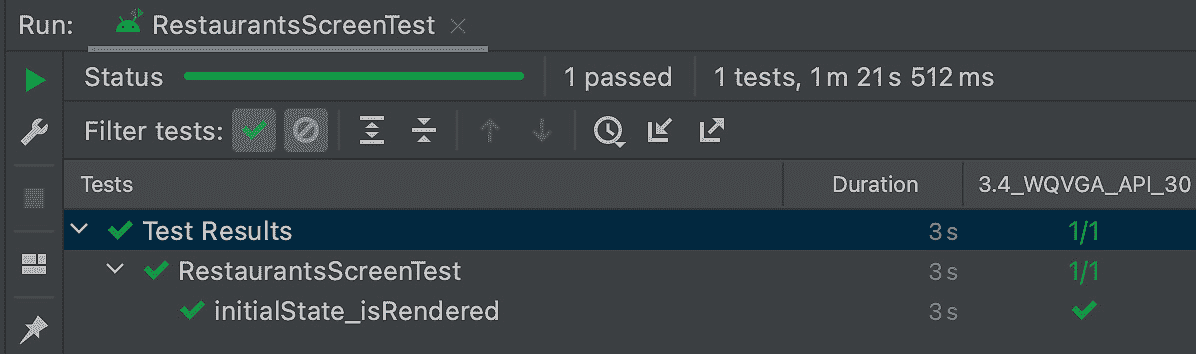 Run: RestaurantsScreenTest
Status 1 passed 1 tests, 1 m 21 s 512 ms
Filter tests:
Tests Duration 3.4_WQVGA_API_30
Test Results 3 s 1/1
RestaurantsScreenTest 3 s 1/1
initialState_isRendered 3 s